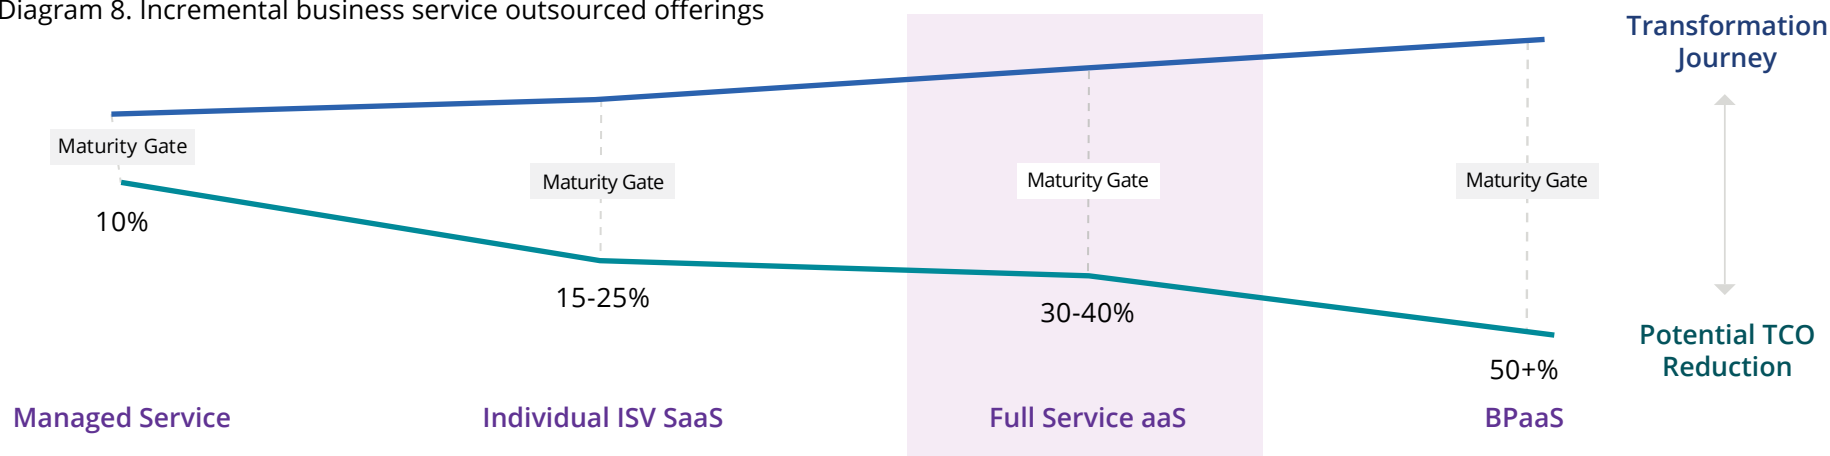 Diagram 8. Incremental business service outsourced offerings
Transformation
Journey
Maturity Gate
Maturity Gate
Maturity Gate
Maturity Gate
10%
15-25%
30-40%
50+%
Potential TCO
Reduction
Managed Service
Individual ISV SaaS
Full Service aaS
BPaaS